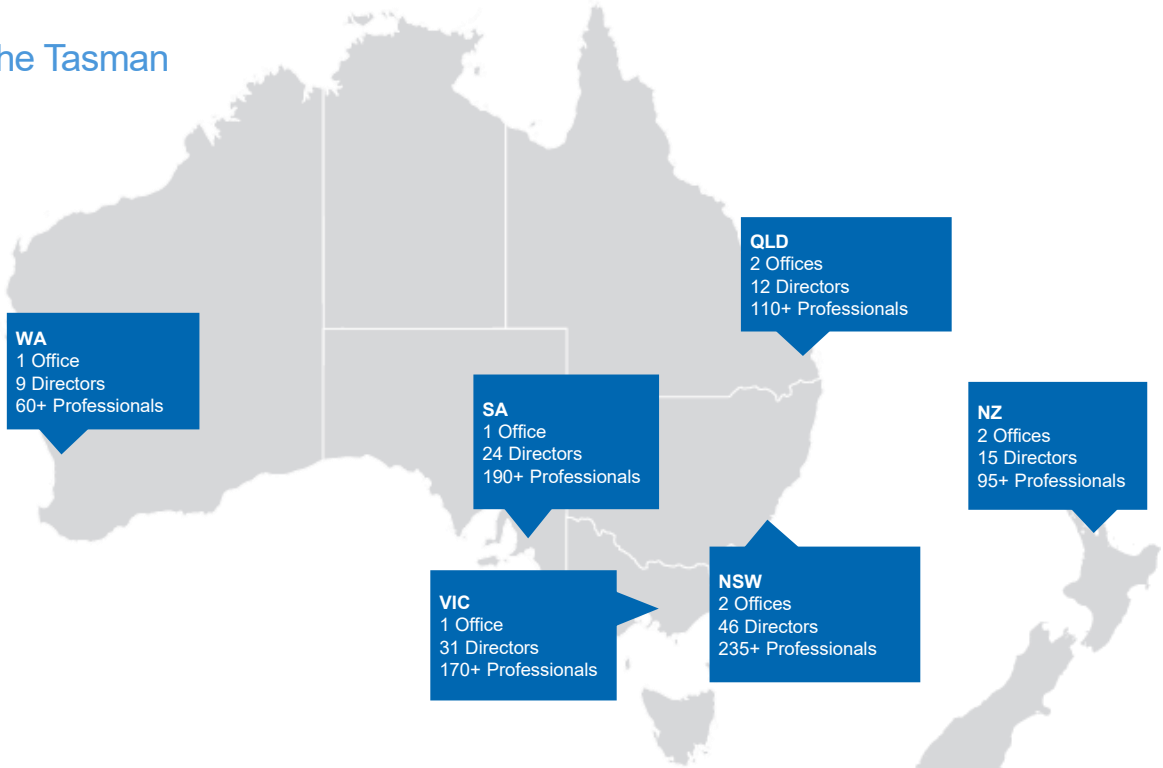 he Tasman
QLD
2 Offices
12 Directors
110+ Professionals
WA
1 Office
9 Directors
60+ Professionals
SA
1 Office
24 Directors
190+ Professionals
NZ
2 Offices
15 Directors
95+ Professionals
VIC
1 Office
31 Directors
170+ Professionals
NSW
2 Offices
46 Directors
235+ Professionals